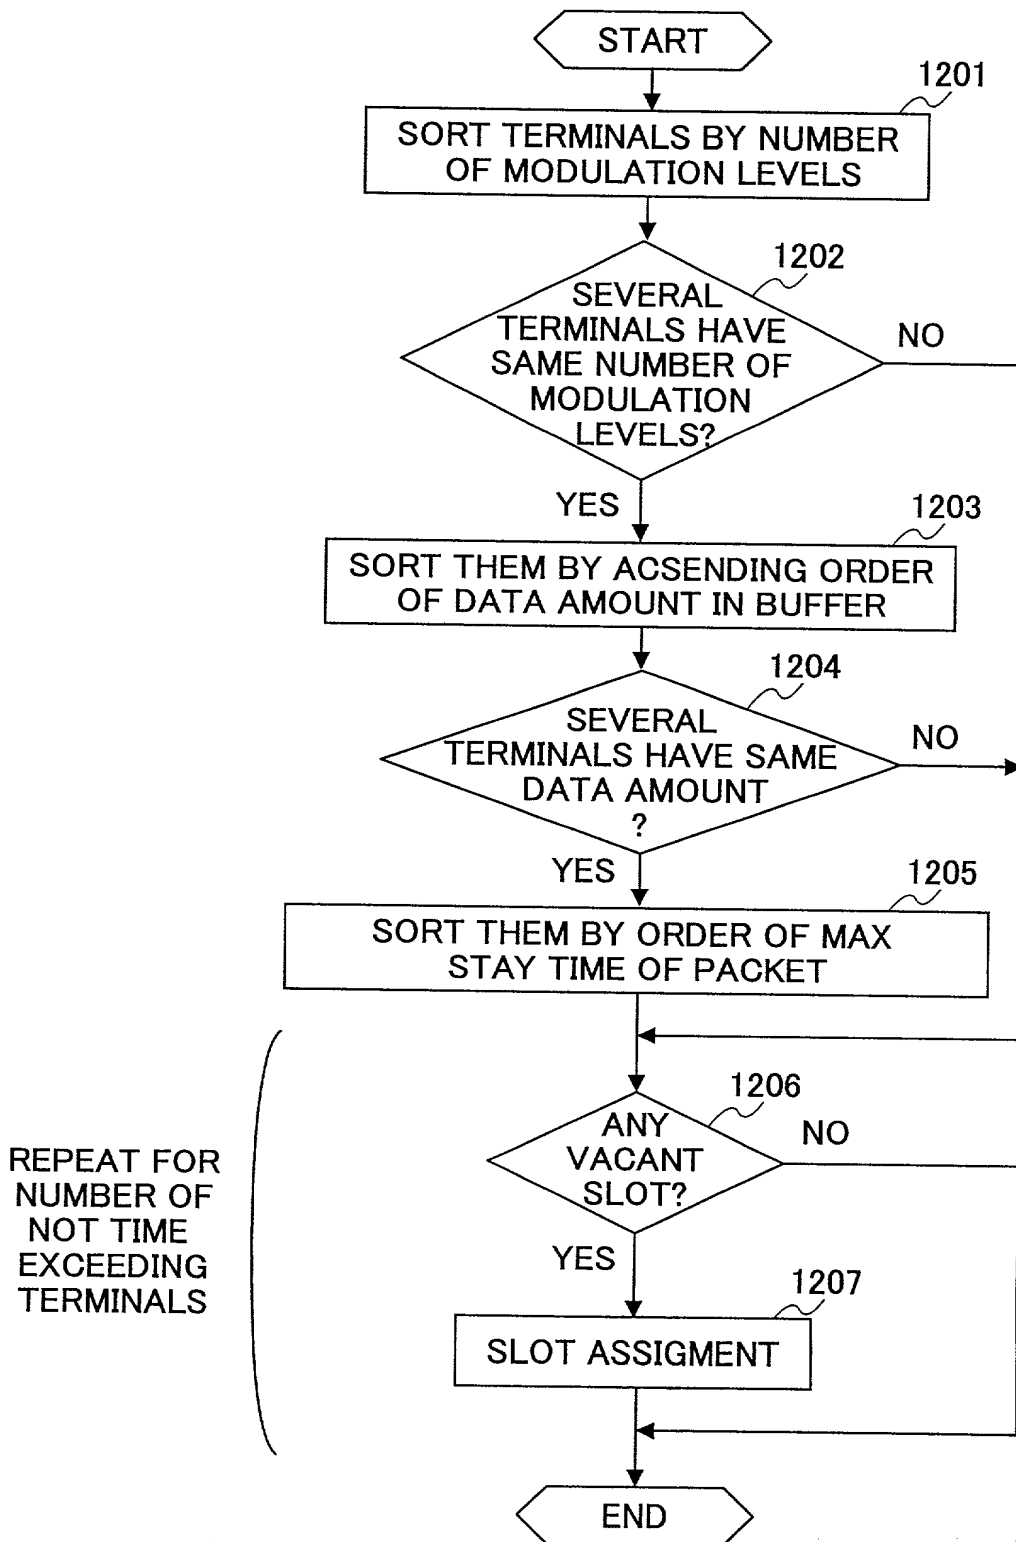 START
1201
SORT TERMINALS BY NUMBER
OF MODULATION LEVELS
1202
SEVERAL
TERMINALS HAVE
SAME NUMBER OF
MODULATION
LEVELS?
NO
YES
1203
SORT THEM BY ACSENDING ORDER
OF DATA AMOUNT IN BUFFER
1204
SEVERAL
TERMINALS HAVE SAME
DATA AMOUNT
?
NO
YES
1205
SORT THEM BY ORDER OF MAX
STAY TIME OF PACKET
1206
ANY
VACANT
SLOT?
NO
REPEAT FOR
NUMBER OF
NOT TIME
EXCEEDING
TERMINALS
YES
1207
SLOT ASSIGMENT
END